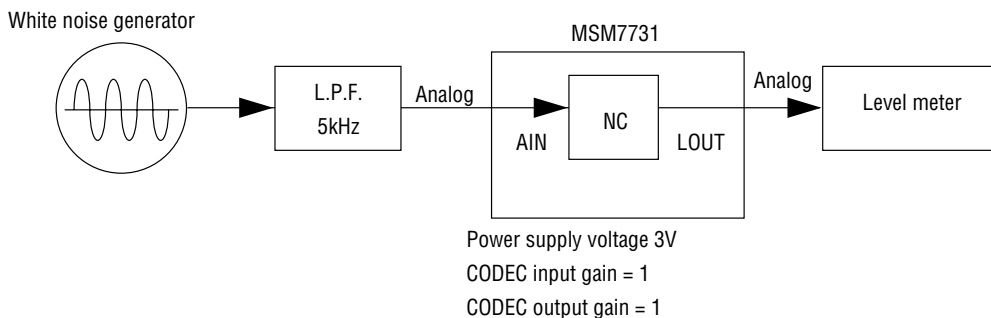 White noise generator
MSM7731
L.P.F.
5kHz
Analog
AIN
NC
LOUT
Analog
Level meter
Power supply voltage 3V
CODEC input gain = 1
CODEC output gain = 1